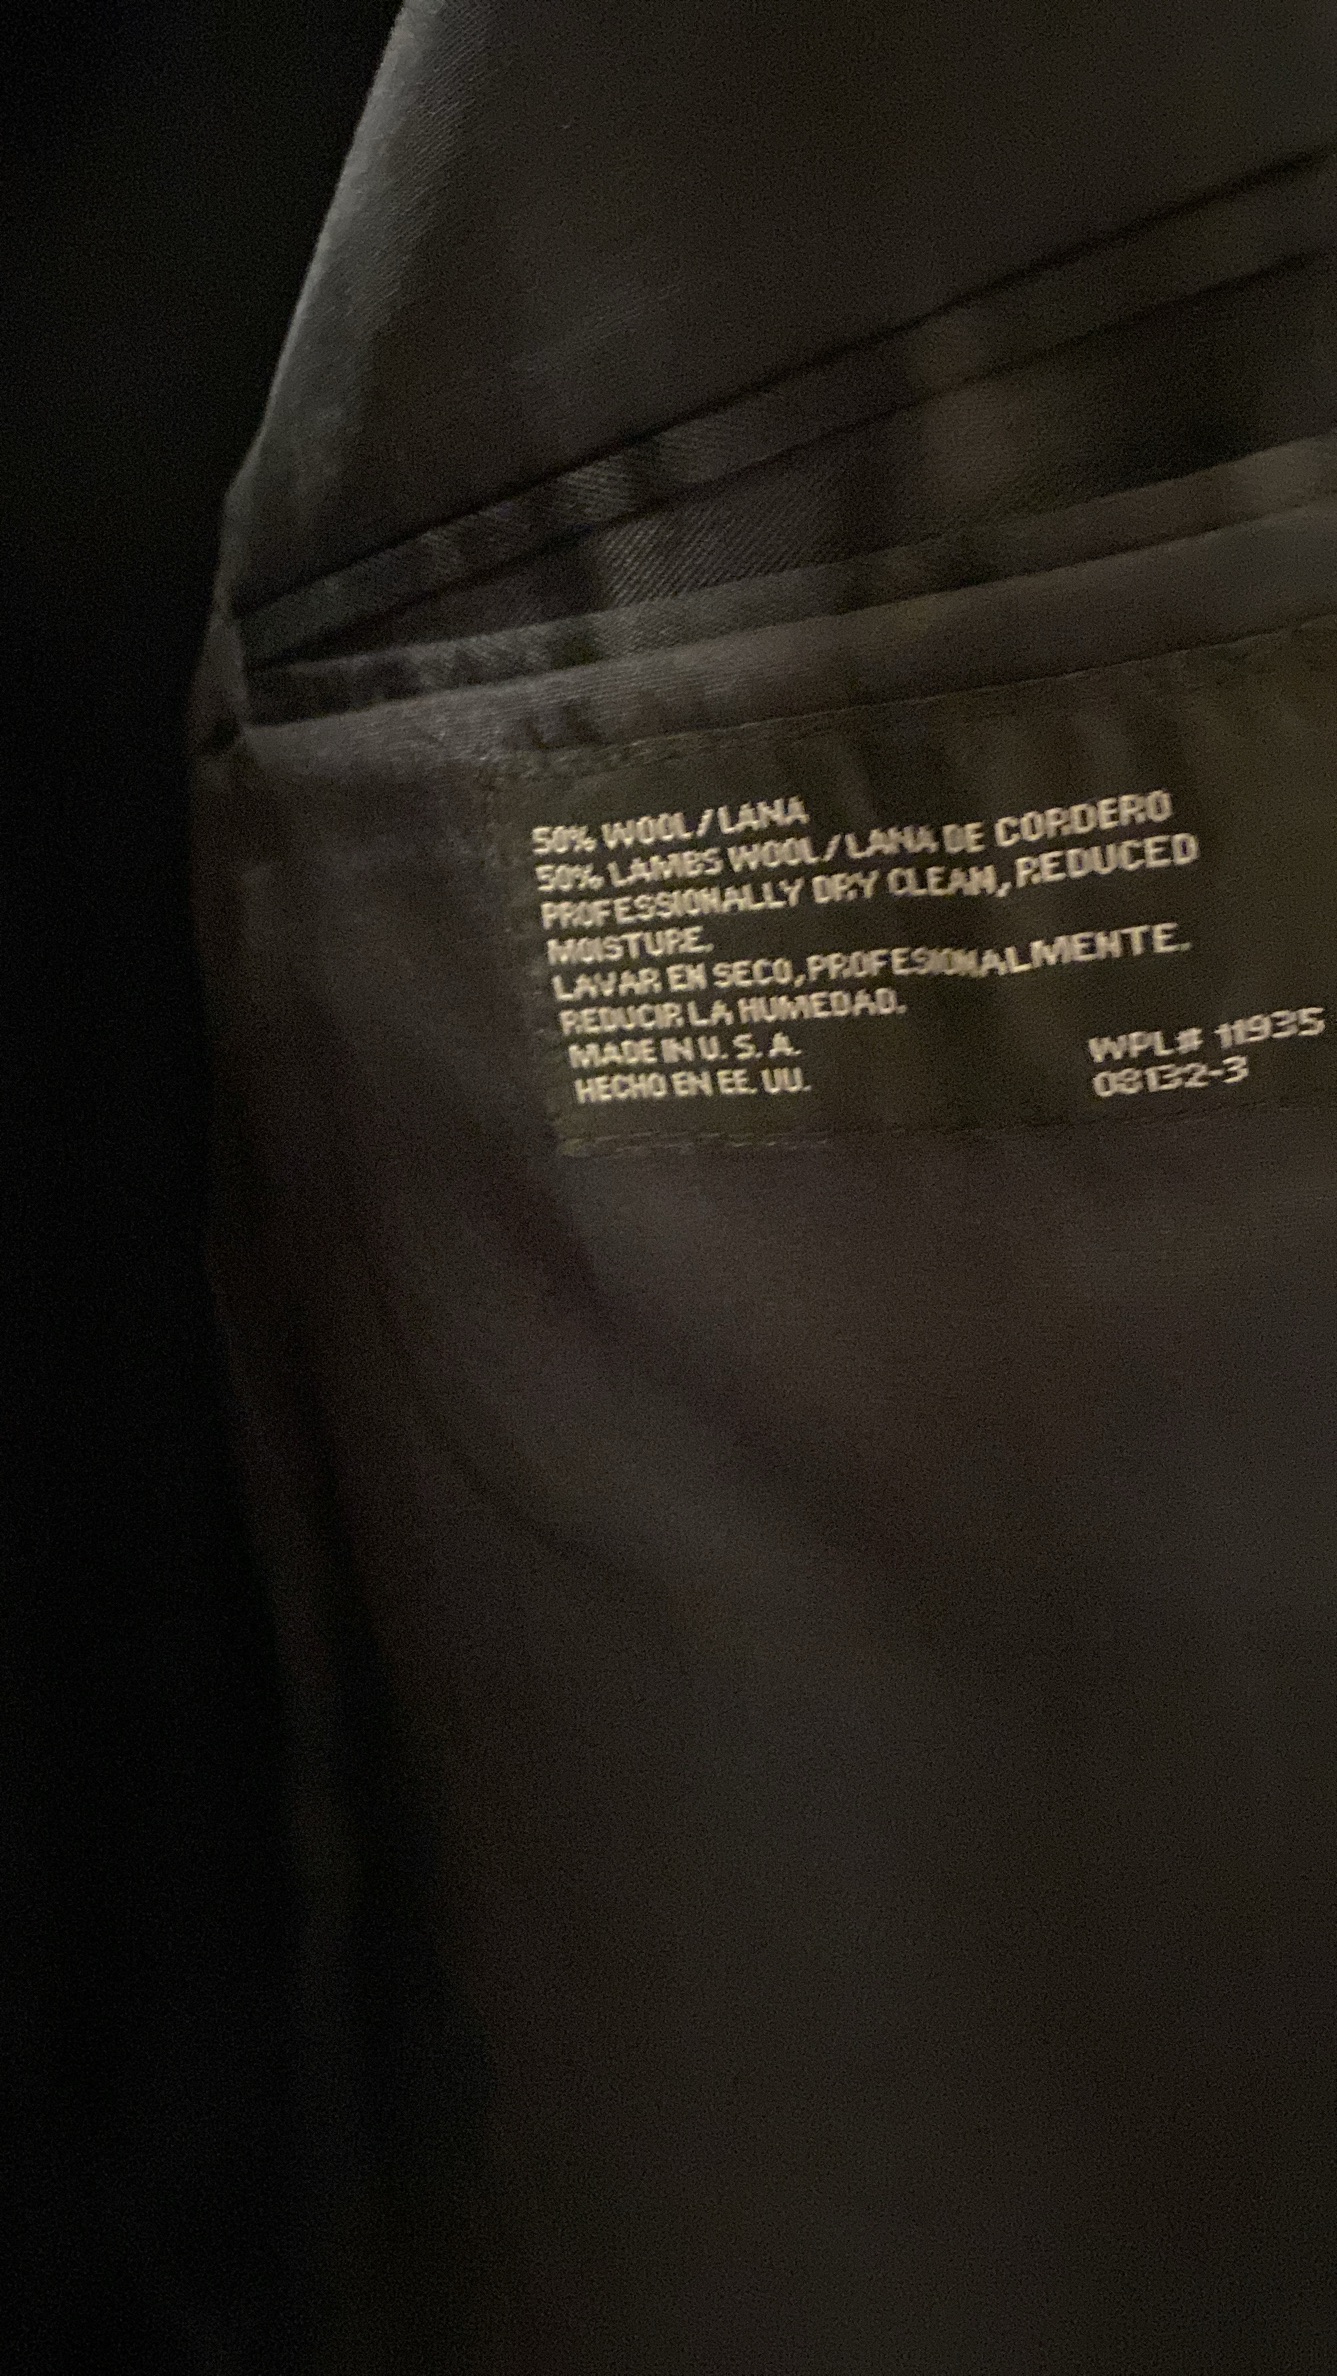 50% WOOL/LANA
50% LAMBS WOOL/LANA DE CORDERO
PROFESSIONALLY DRY CLEAN, REDUCED
MOISTURE.
LAVAR EN SECO, PROFESIONALMENTE.
REDUCIR LA HUMEDAD.
MADE IN U. S. A.
HECHO EN EE. UU.
WPL# 11935
08132-3